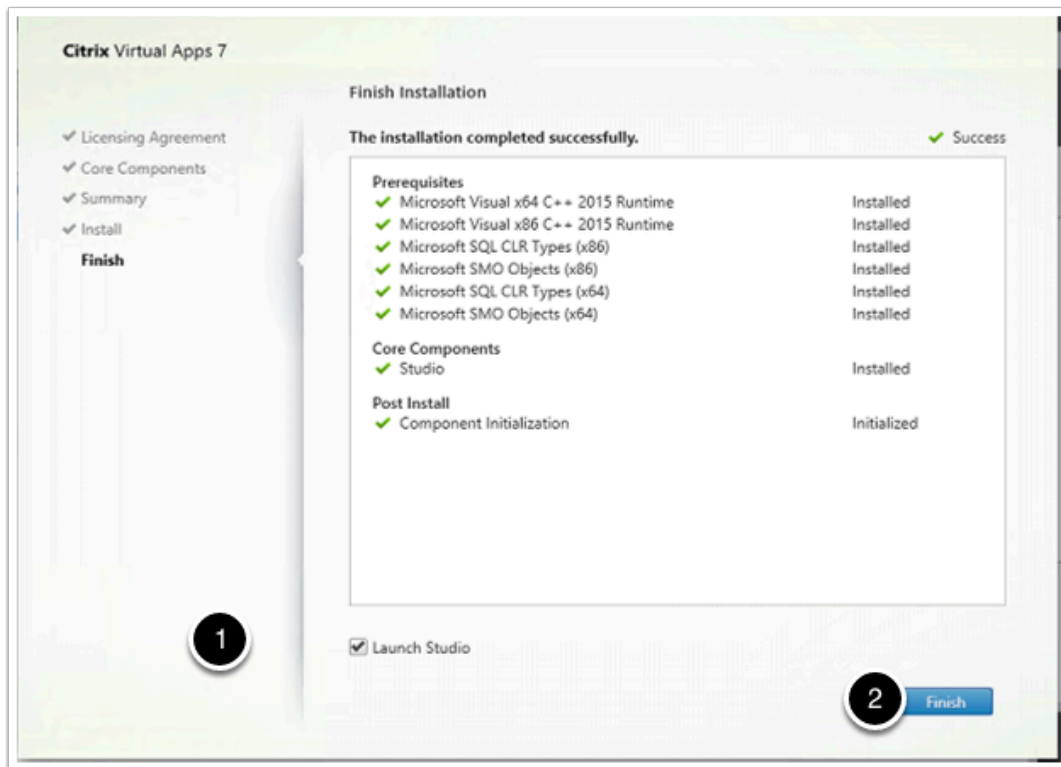 Citrix Virtual Apps 7
Finish Installation
✔ Licensing Agreement
✔ Core Components
✔ Summary
✔ Install
Finish
The installation completed successfully.
✔ Success
Prerequisites
✔ Microsoft Visual x64 C++ 2015 Runtime Installed
✔ Microsoft Visual x86 C++ 2015 Runtime Installed
✔ Microsoft SQL CLR Types (x86) Installed
✔ Microsoft SMO Objects (x86) Installed
✔ Microsoft SQL CLR Types (x64) Installed
✔ Microsoft SMO Objects (x64) Installed
Core Components
✔ Studio Installed
Post Install
✔ Component Initialization Initialized
1
Launch Studio
2
Finish